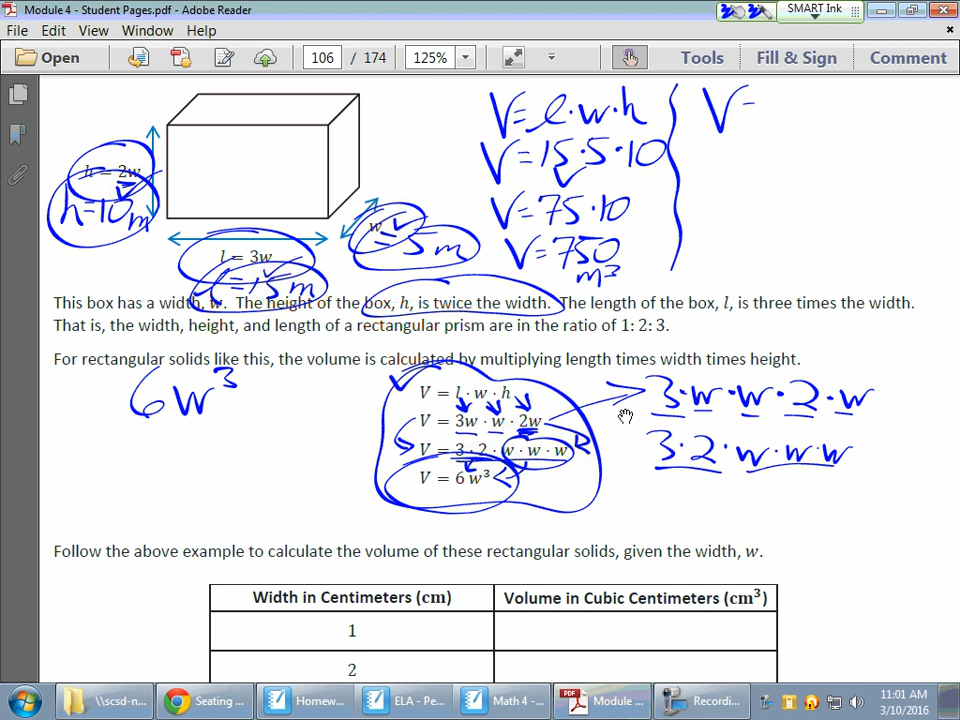 Module 4 - Student Pages.pdf - Adobe Reader
SMART Ink
File Edit View Window Help
Open 106 / 174 125% Tools Fill & Sign Comment
V = l · w · h
V =
V = 15 · 5 · 10
h = 2w
h = 10 m
V = 75 · 10
w
= 5 m
V = 750
m³
l = 3w
l = 15 m
This box has a width, w. The height of the box, h, is twice the width. The length of the box, l, is three times the width.
That is, the width, height, and length of a rectangular prism are in the ratio of 1: 2: 3.
For rectangular solids like this, the volume is calculated by multiplying length times width times height.
6w³
V = l · w · h
3 · w · w · 2 · w
V = 3w · w · 2w
V = 3 · 2 · w · w · w
3 · 2 · w · w · w
V = 6 w³
Follow the above example to calculate the volume of these rectangular solids, given the width, w.
Width in Centimeters (cm) Volume in Cubic Centimeters (cm³)
1
2
\\scsd-n... Seating ... Homew... ELA - Pe... Math 4 -... Module ... Recordi...
11:01 AM
3/10/2016